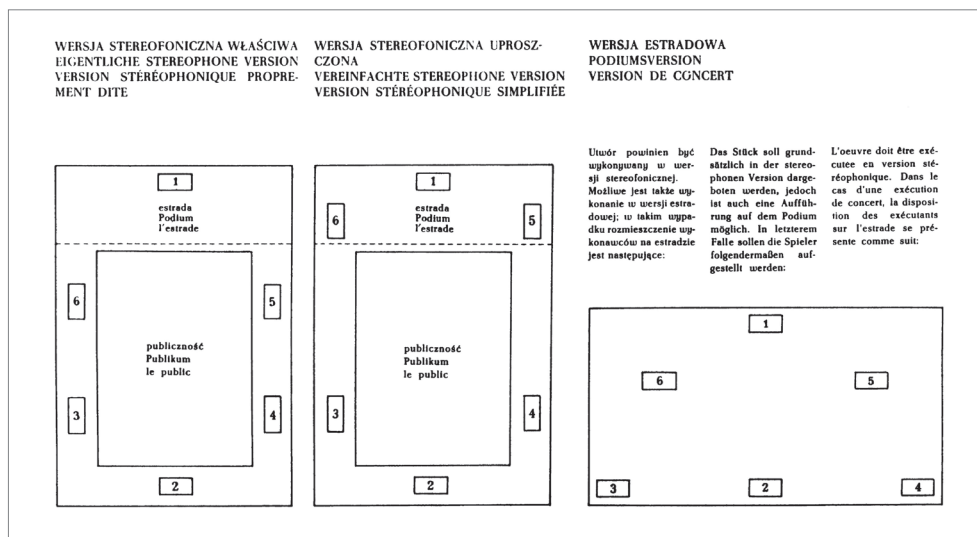 WERSJA STEREOFONICZNA WŁAŚCIWA
EIGENTLICHE STEREOPHONE VERSION
VERSION STÉRÉOPHONIQUE PROPRE-
MENT DITE
1
estrada
Podium
l'estrade
6
5
publiczność
Publikum
le public
3
4
2
WERSJA STEREOFONICZNA UPROSZ-
CZONA
VEREINFACHTE STEREOPHONE VERSION
VERSION STÉRÉOPHONIQUE SIMPLIFIÉE
1
6
estrada
Podium
l'estrade
5
publiczność
Publikum
le public
3
4
2
WERSJA ESTRADOWA
PODIUMSVERSION
VERSION DE CONCERT
Utwór powinien być
wykonywany w wer-
sji stereofonicznej.
Możliwe jest także wy-
konanie w wersji estra-
dowej; w takim wypa-
dku rozmieszczenie wy-
konawców na estradzie
jest następujące:
Das Stück soll grund-
sätzlich in der stereo-
phonen Version darge-
boten werden, jedoch
ist auch eine Auffüh-
rung auf dem Podium
möglich. In letzterem
Falle sollen die Spieler
folgendermaßen auf-
gestellt werden:
L'oeuvre doit être exé-
cutée en version sté-
réophonique. Dans le
cas d'une exécution
de concert, la disposi-
tion des exécutants
sur l'estrade se pré-
sente comme suit:
1
6
5
3
2
4